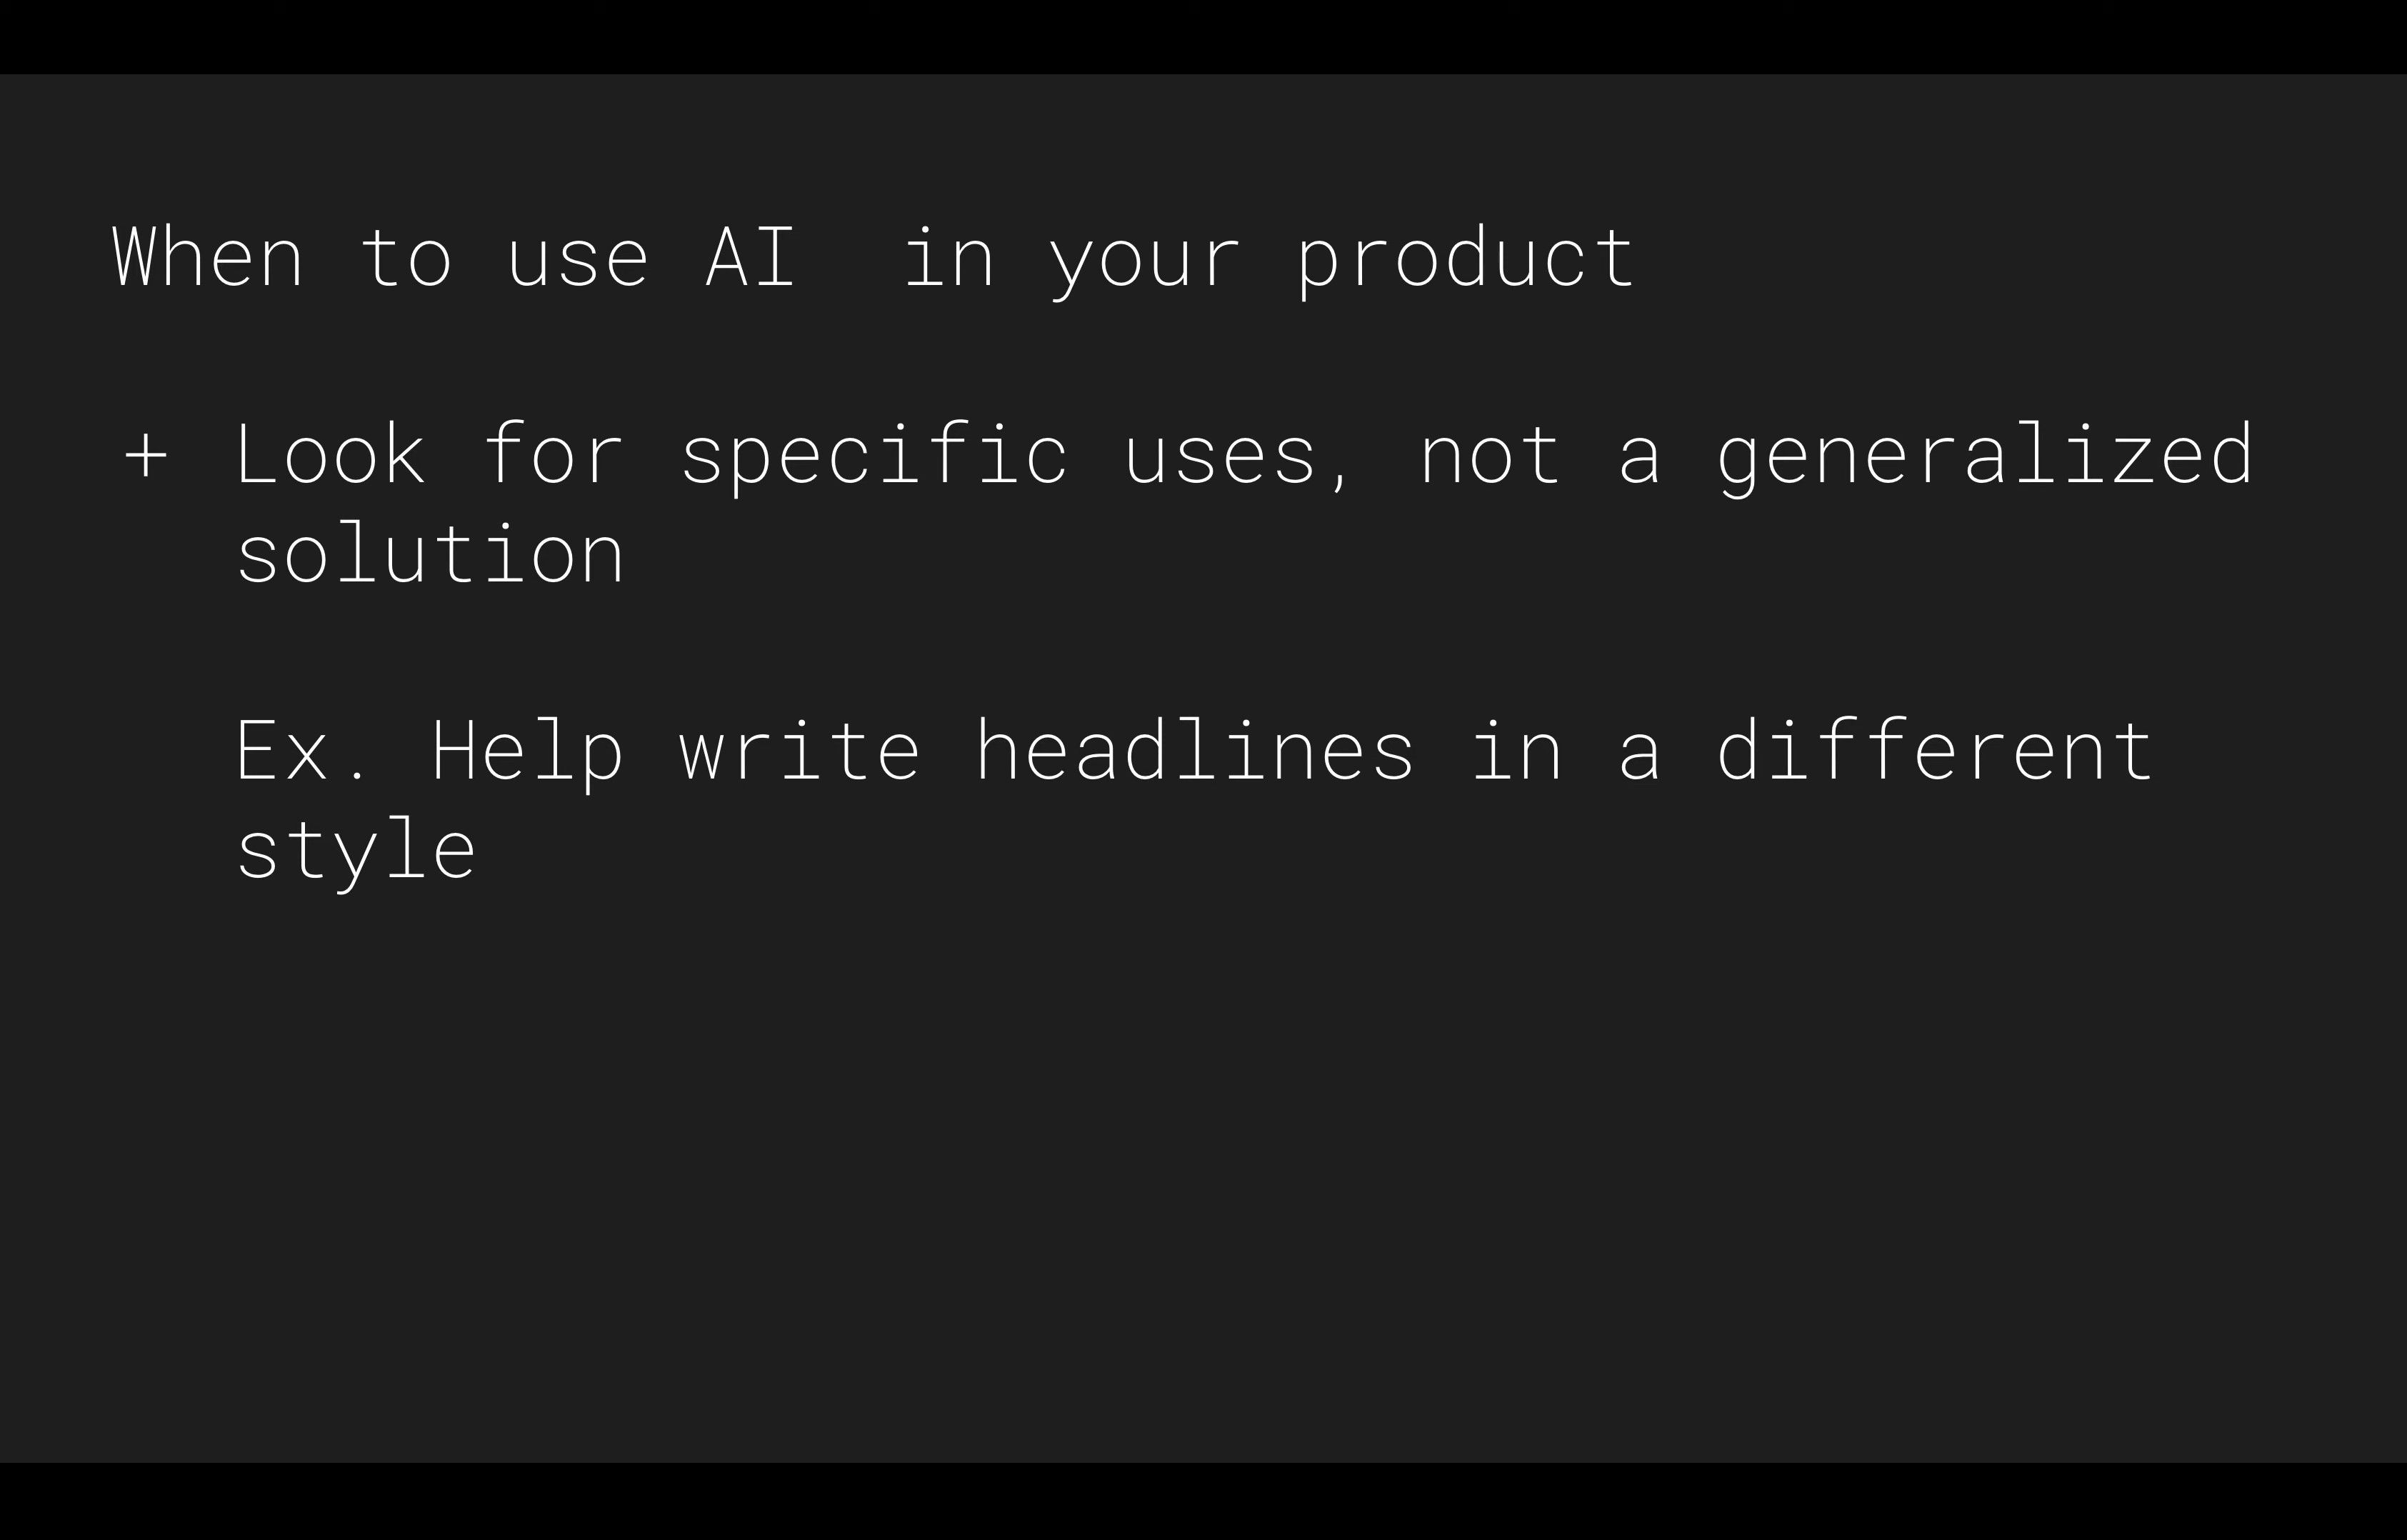 When to use AI  in your product
+ Look for specific uses, not a generalized
solution
Ex. Help write headlines in a different
style